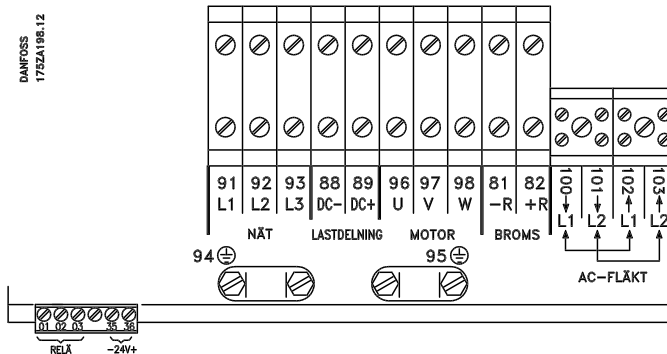 DANFOSS
175ZA198.12
91 92 93 88 89 96 97 98 81 82
L1 L2 L3 DC- DC+ U V W -R +R
100 101 102 103
L1 L2 L1 L2
NÄT LASTDELNING MOTOR BROMS
AC-FLÄKT
94 95
01 02 03 35 36
RELÄ -24V+